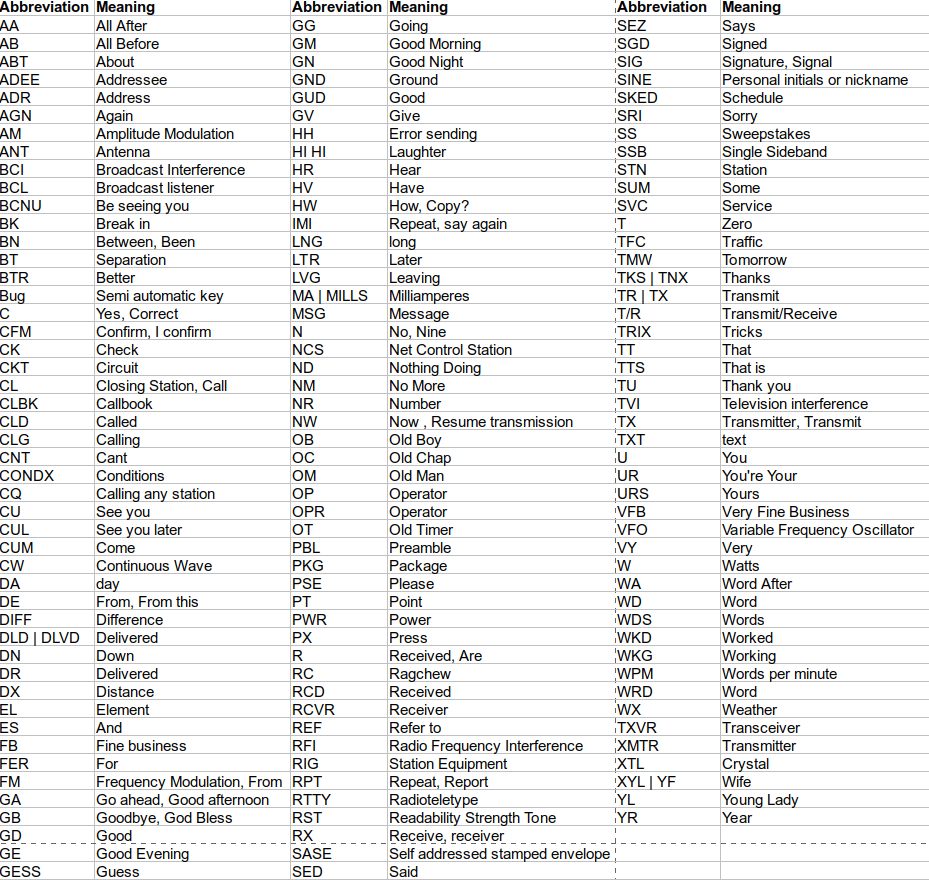 Abbreviation Meaning Abbreviation Meaning Abbreviation Meaning
AA All After GG Going SEZ Says
AB All Before GM Good Morning SGD Signed
ABT About GN Good Night SIG Signature, Signal
ADEE Addressee GND Ground SINE Personal initials or nickname
ADR Address GUD Good SKED Schedule
AGN Again GV Give SRI Sorry
AM Amplitude Modulation HH Error sending SS Sweepstakes
ANT Antenna HI HI Laughter SSB Single Sideband
BCI Broadcast Interference HR Hear STN Station
BCL Broadcast listener HV Have SUM Some
BCNU Be seeing you HW How, Copy? SVC Service
BK Break in IMI Repeat, say again T Zero
BN Between, Been LNG long TFC Traffic
BT Separation LTR Later TMW Tomorrow
BTR Better LVG Leaving TKS | TNX Thanks
Bug Semi automatic key MA | MILLS Milliamperes TR | TX Transmit
C Yes, Correct MSG Message T/R Transmit/Receive
CFM Confirm, I confirm N No, Nine TRIX Tricks
CK Check NCS Net Control Station TT That
CKT Circuit ND Nothing Doing TTS That is
CL Closing Station, Call NM No More TU Thank you
CLBK Callbook NR Number TVI Television interference
CLD Called NW Now , Resume transmission TX Transmitter, Transmit
CLG Calling OB Old Boy TXT text
CNT Cant OC Old Chap U You
CONDX Conditions OM Old Man UR You're Your
CQ Calling any station OP Operator URS Yours
CU See you OPR Operator VFB Very Fine Business
CUL See you later OT Old Timer VFO Variable Frequency Oscillator
CUM Come PBL Preamble VY Very
CW Continuous Wave PKG Package W Watts
DA day PSE Please WA Word After
DE From, From this PT Point WD Word
DIFF Difference PWR Power WDS Words
DLD | DLVD Delivered PX Press WKD Worked
DN Down R Received, Are WKG Working
DR Delivered RC Ragchew WPM Words per minute
DX Distance RCD Received WRD Word
EL Element RCVR Receiver WX Weather
ES And REF Refer to TXVR Transceiver
FB Fine business RFI Radio Frequency Interference XMTR Transmitter
FER For RIG Station Equipment XTL Crystal
FM Frequency Modulation, From RPT Repeat, Report XYL | YF Wife
GA Go ahead, Good afternoon RTTY Radioteletype YL Young Lady
GB Goodbye, God Bless RST Readability Strength Tone YR Year
GD Good RX Receive, receiver
GE Good Evening SASE Self addressed stamped envelope
GESS Guess SED Said